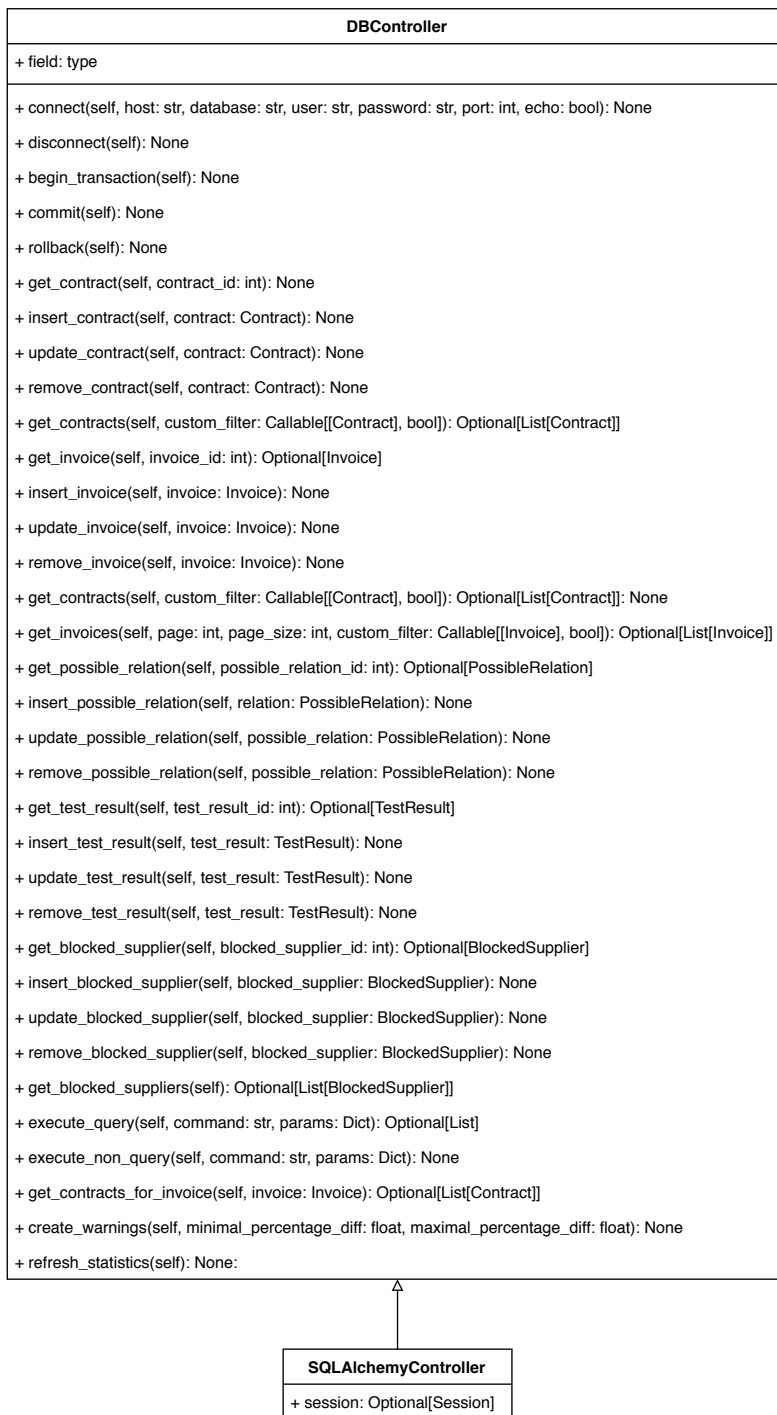 DBController
+ field: type
+ connect(self, host: str, database: str, user: str, password: str, port: int, echo: bool): None
+ disconnect(self): None
+ begin_transaction(self): None
+ commit(self): None
+ rollback(self): None
+ get_contract(self, contract_id: int): None
+ insert_contract(self, contract: Contract): None
+ update_contract(self, contract: Contract): None
+ remove_contract(self, contract: Contract): None
+ get_contracts(self, custom_filter: Callable[[Contract], bool]): Optional[List[Contract]]
+ get_invoice(self, invoice_id: int): Optional[Invoice]
+ insert_invoice(self, invoice: Invoice): None
+ update_invoice(self, invoice: Invoice): None
+ remove_invoice(self, invoice: Invoice): None
+ get_contracts(self, custom_filter: Callable[[Contract], bool]): Optional[List[Contract]]: None
+ get_invoices(self, page: int, page_size: int, custom_filter: Callable[[Invoice], bool]): Optional[List[Invoice]]
+ get_possible_relation(self, possible_relation_id: int): Optional[PossibleRelation]
+ insert_possible_relation(self, relation: PossibleRelation): None
+ update_possible_relation(self, possible_relation: PossibleRelation): None
+ remove_possible_relation(self, possible_relation: PossibleRelation): None
+ get_test_result(self, test_result_id: int): Optional[TestResult]
+ insert_test_result(self, test_result: TestResult): None
+ update_test_result(self, test_result: TestResult): None
+ remove_test_result(self, test_result: TestResult): None
+ get_blocked_supplier(self, blocked_supplier_id: int): Optional[BlockedSupplier]
+ insert_blocked_supplier(self, blocked_supplier: BlockedSupplier): None
+ update_blocked_supplier(self, blocked_supplier: BlockedSupplier): None
+ remove_blocked_supplier(self, blocked_supplier: BlockedSupplier): None
+ get_blocked_suppliers(self): Optional[List[BlockedSupplier]]
+ execute_query(self, command: str, params: Dict): Optional[List]
+ execute_non_query(self, command: str, params: Dict): None
+ get_contracts_for_invoice(self, invoice: Invoice): Optional[List[Contract]]
+ create_warnings(self, minimal_percentage_diff: float, maximal_percentage_diff: float): None
+ refresh_statistics(self): None:
SQLAlchemyController
+ session: Optional[Session]